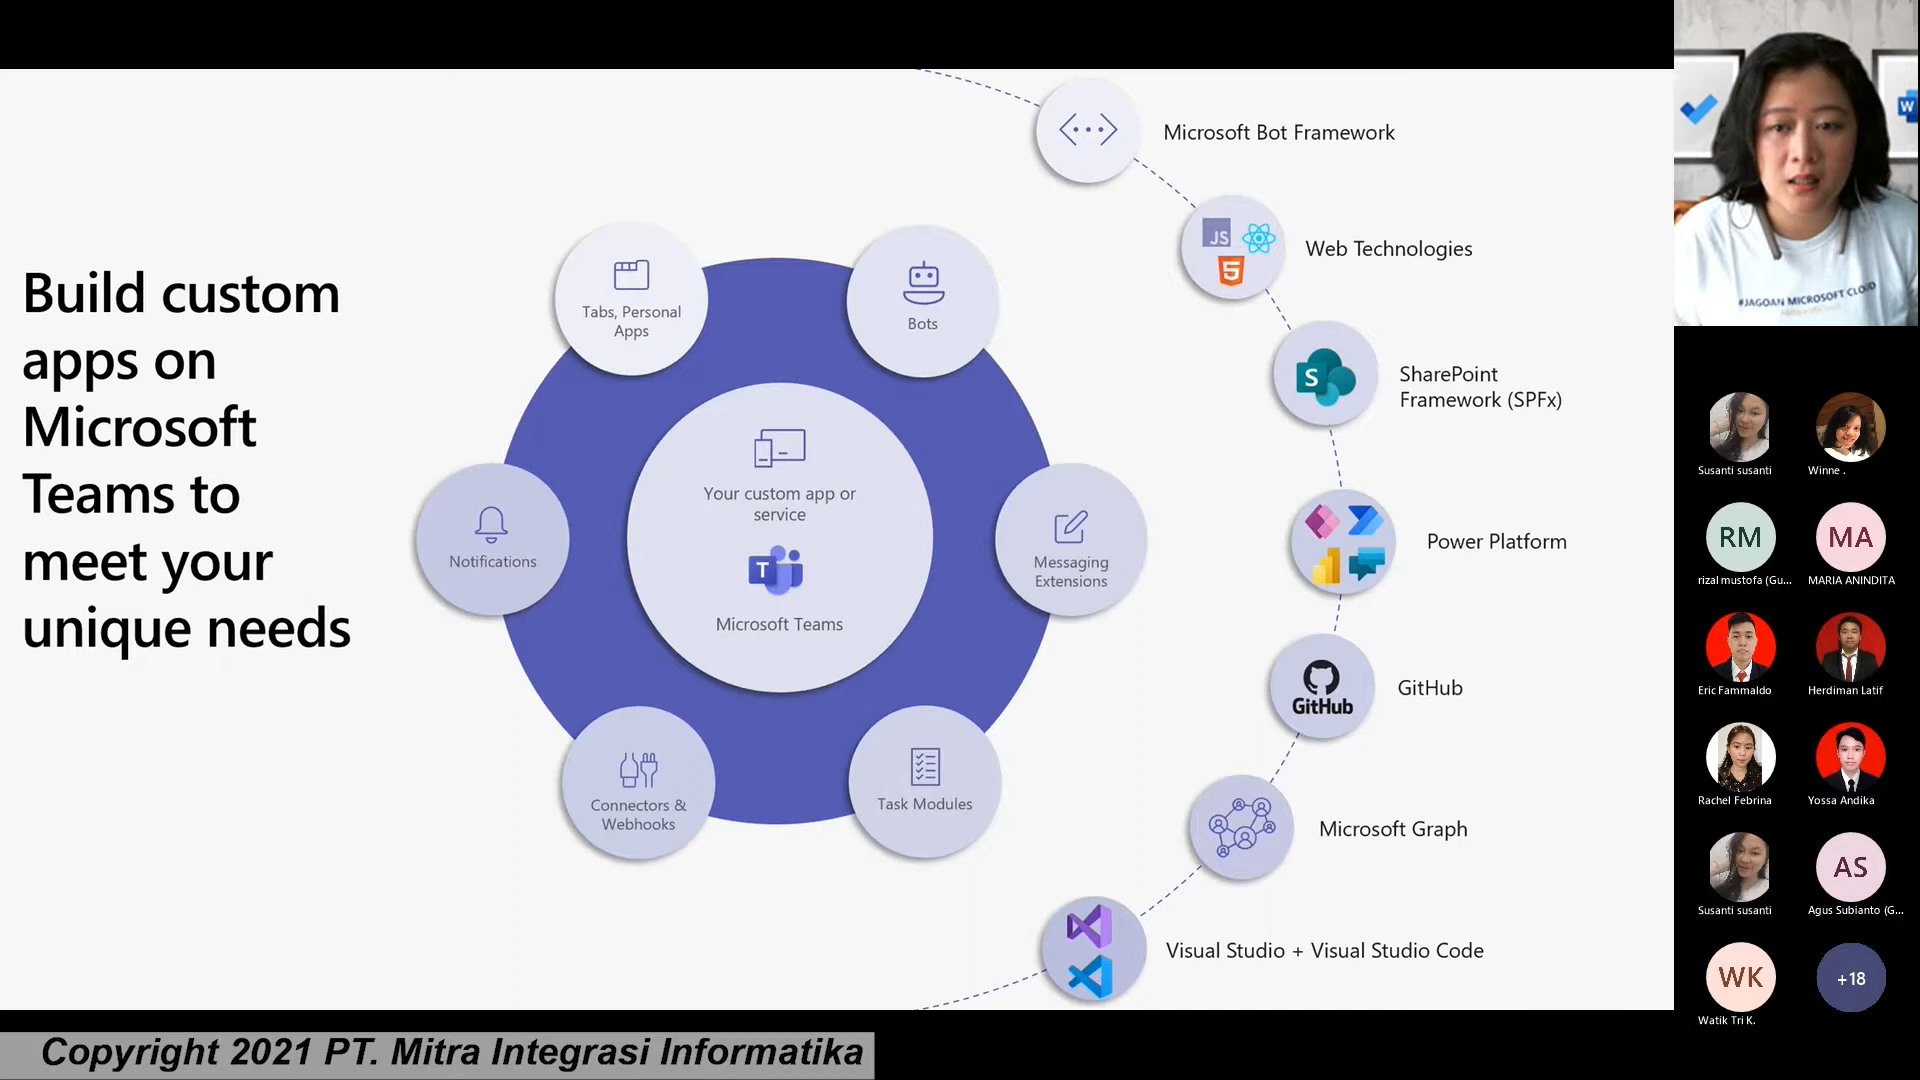 Build custom
apps on
Microsoft
Teams to
meet your
unique needs
Tabs, Personal
Apps
Bots
Notifications
Your custom app or
service
T
Microsoft Teams
Messaging
Extensions
Connectors &
Webhooks
Task Modules
Microsoft Bot Framework
JS
5
Web Technologies
S
SharePoint
Framework (SPFx)
Power Platform
GitHub
GitHub
Microsoft Graph
Visual Studio + Visual Studio Code
W
#JAGOAN MICROSOFT CLOUD
Susanti susanti
Winne .
RM
MA
rizal mustofa (Gu...
MARIA ANINDITA
Eric Fammaldo
Herdiman Latif
Rachel Febrina
Yossa Andika
Susanti susanti
AS
Agus Subianto (G...
WK
+18
Watik Tri K.
Copyright 2021 PT. Mitra Integrasi Informatika